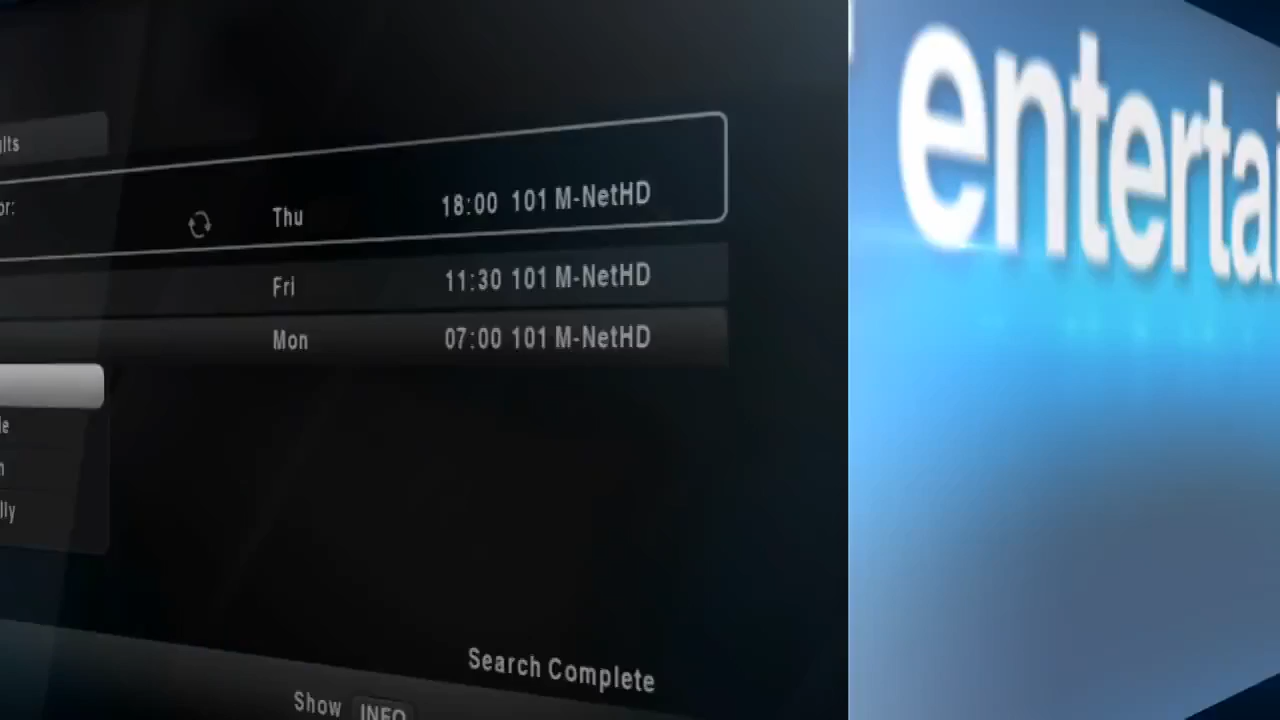 Thu 18:00 101 M-NetHD
Fri 11:30 101 M-NetHD
Mon 07:00 101 M-NetHD
Search Complete
Show INFO